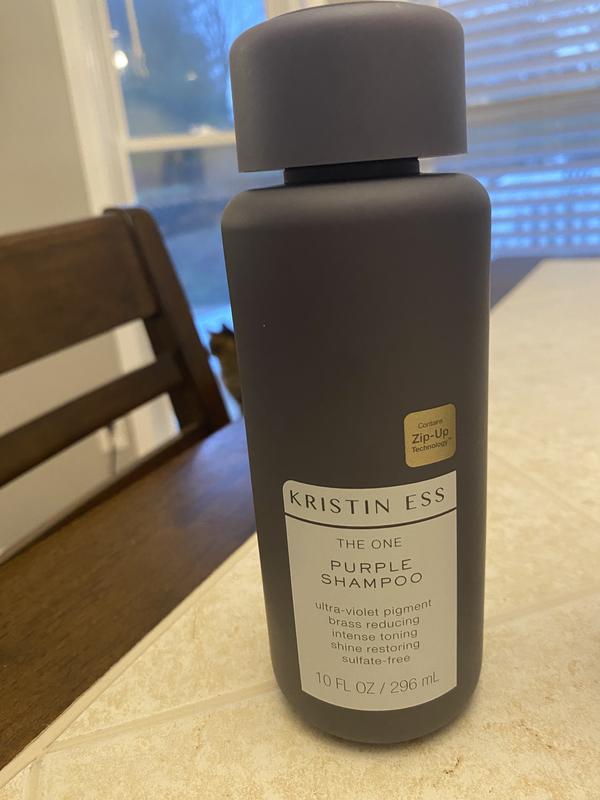 Contains
Zip-Up
Technology™
KRISTIN ESS
THE ONE
PURPLE
SHAMPOO
ultra-violet pigment
brass reducing
intense toning
shine restoring
sulfate-free
10 FL OZ / 296 mL